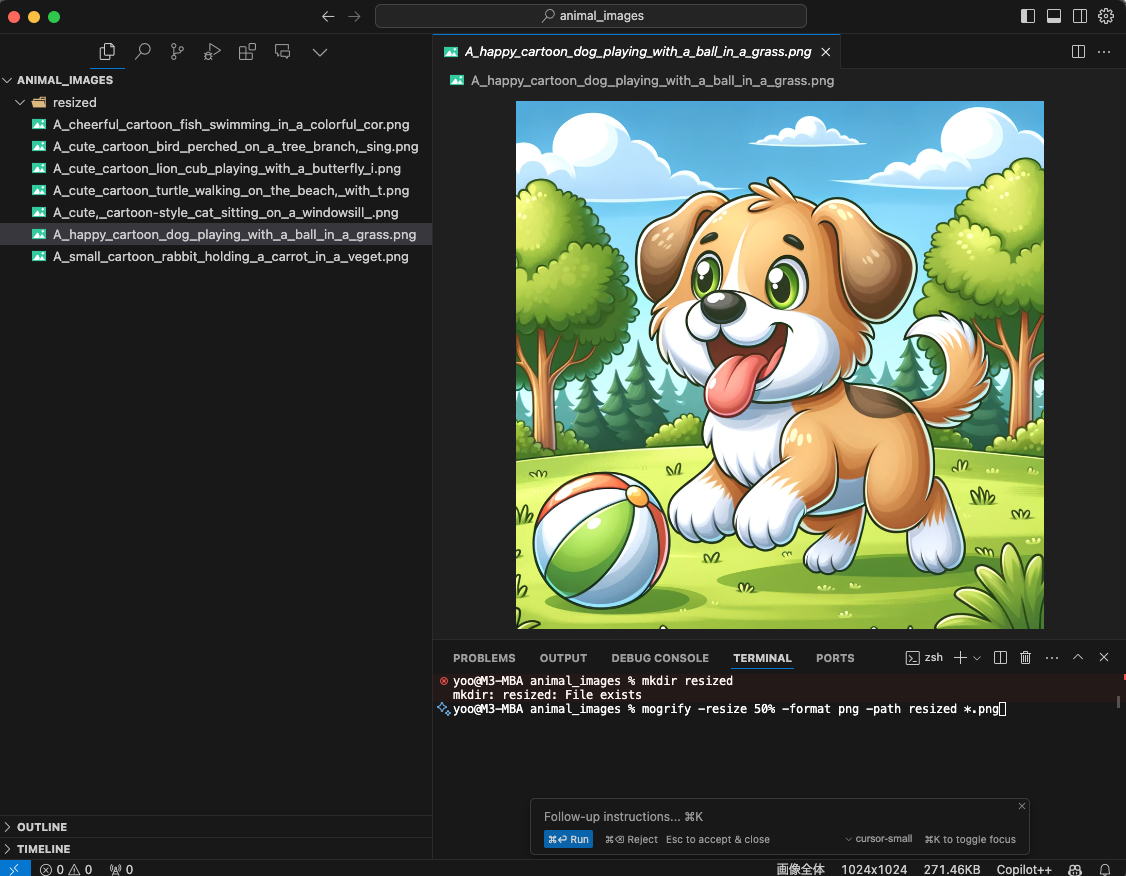 animal_images
ANIMAL_IMAGES
resized
A_cheerful_cartoon_fish_swimming_in_a_colorful_cor.png
A_cute_cartoon_bird_perched_on_a_tree_branch,_sing.png
A_cute_cartoon_lion_cub_playing_with_a_butterfly_i.png
A_cute_cartoon_turtle_walking_on_the_beach,_with_t.png
A_cute,_cartoon-style_cat_sitting_on_a_windowsill_.png
A_happy_cartoon_dog_playing_with_a_ball_in_a_grass.png
A_small_cartoon_rabbit_holding_a_carrot_in_a_veget.png
OUTLINE
TIMELINE
A_happy_cartoon_dog_playing_with_a_ball_in_a_grass.png
A_happy_cartoon_dog_playing_with_a_ball_in_a_grass.png
PROBLEMS OUTPUT DEBUG CONSOLE TERMINAL PORTS zsh
yoo@M3-MBA animal_images % mkdir resized
mkdir: resized: File exists
yoo@M3-MBA animal_images % mogrify -resize 50% -format png -path resized *.png
Follow-up instructions... ⌘K
⌘⏎ Run ⌘⌫ Reject Esc to accept & close cursor-small ⌘K to toggle focus
0 0 0 画像全体 1024x1024 271.46KB Copilot++